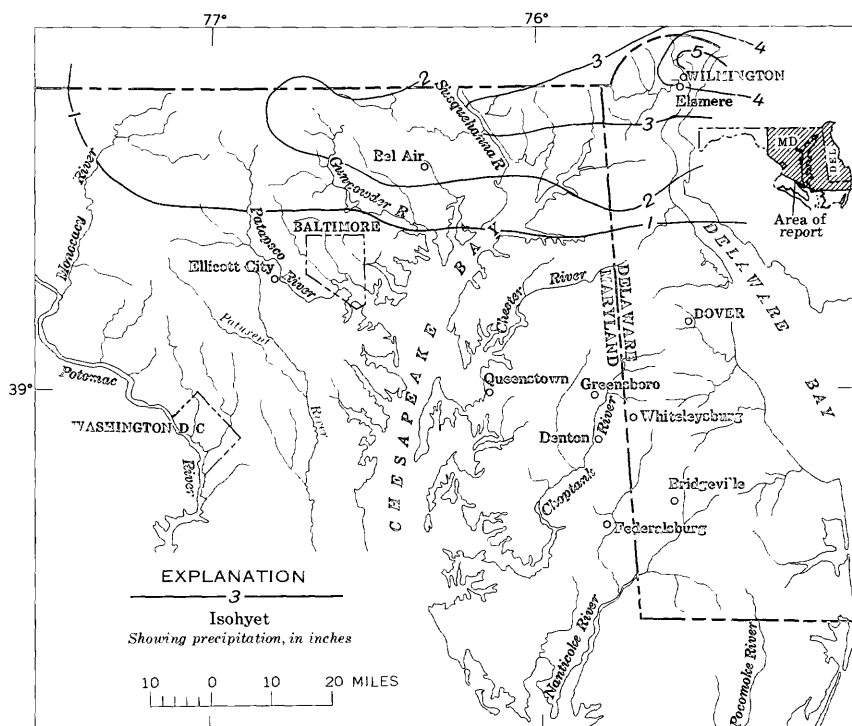 77°
76°
3
4
5
2
Susquehanna R
WILMINGTON
Elsmere
4
1
3
MD
DEL
Bel Air
Gunpowder R
Monocacy River
2
1
Area of
report
Patapsco River
BALTIMORE
Ellicott City
CHESAPEAKE BAY
Chester River
DELAWARE
MARYLAND
DELAWARE BAY
DOVER
Patuxent River
39°
Potomac River
Queenstown
Greensboro
WASHINGTON D C
Denton
Whiteleysburg
Choptank River
Bridgeville
Federalsburg
EXPLANATION
3
Isohyet
Showing precipitation, in inches
Nanticoke River
Pocomoke River
10 0 10 20 MILES
76°